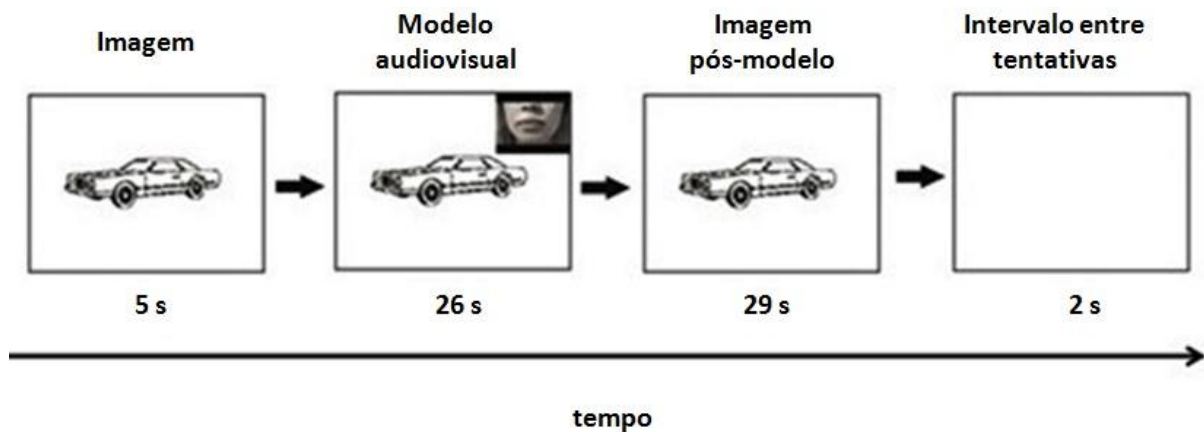 Imagem
Modelo
audiovisual
Imagem
pós-modelo
Intervalo entre
tentativas
5 s
26 s
29 s
2 s
tempo